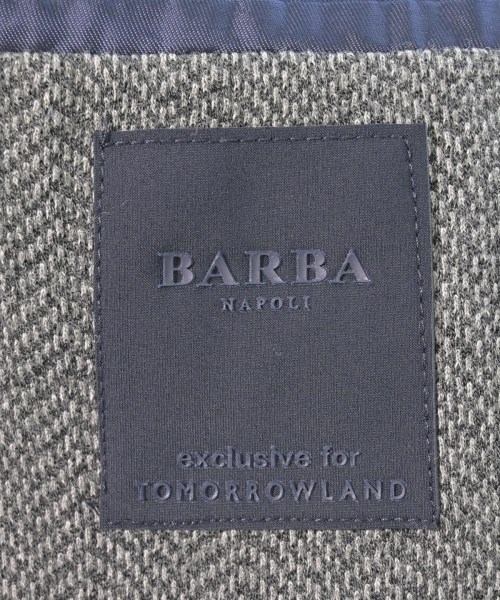 BARBA
NAPOLI
exclusive for
TOMORROWLAND